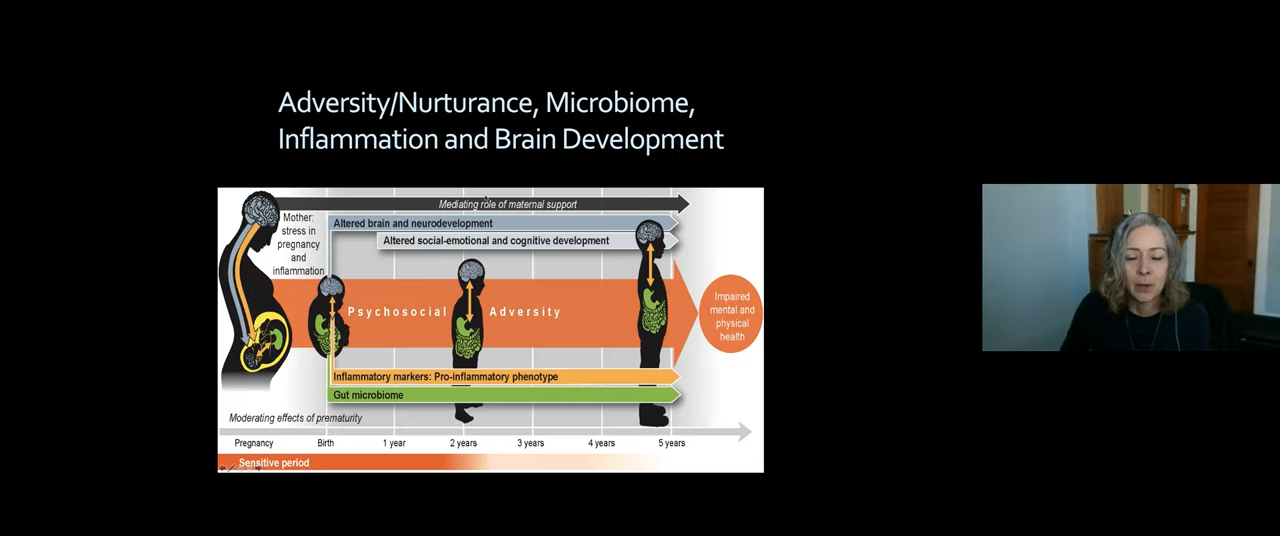 Adversity/Nurturance, Microbiome,
Inflammation and Brain Development
Mediating role of maternal support
Mother:
stress in
pregnancy
and
inflammation
Altered brain and neurodevelopment
Altered social-emotional and cognitive development
Psychosocial Adversity
Impaired
mental and
physical
health
Inflammatory markers: Pro-inflammatory phenotype
Gut microbiome
Moderating effects of prematurity
Pregnancy Birth 1 year 2 years 3 years 4 years 5 years
Sensitive period